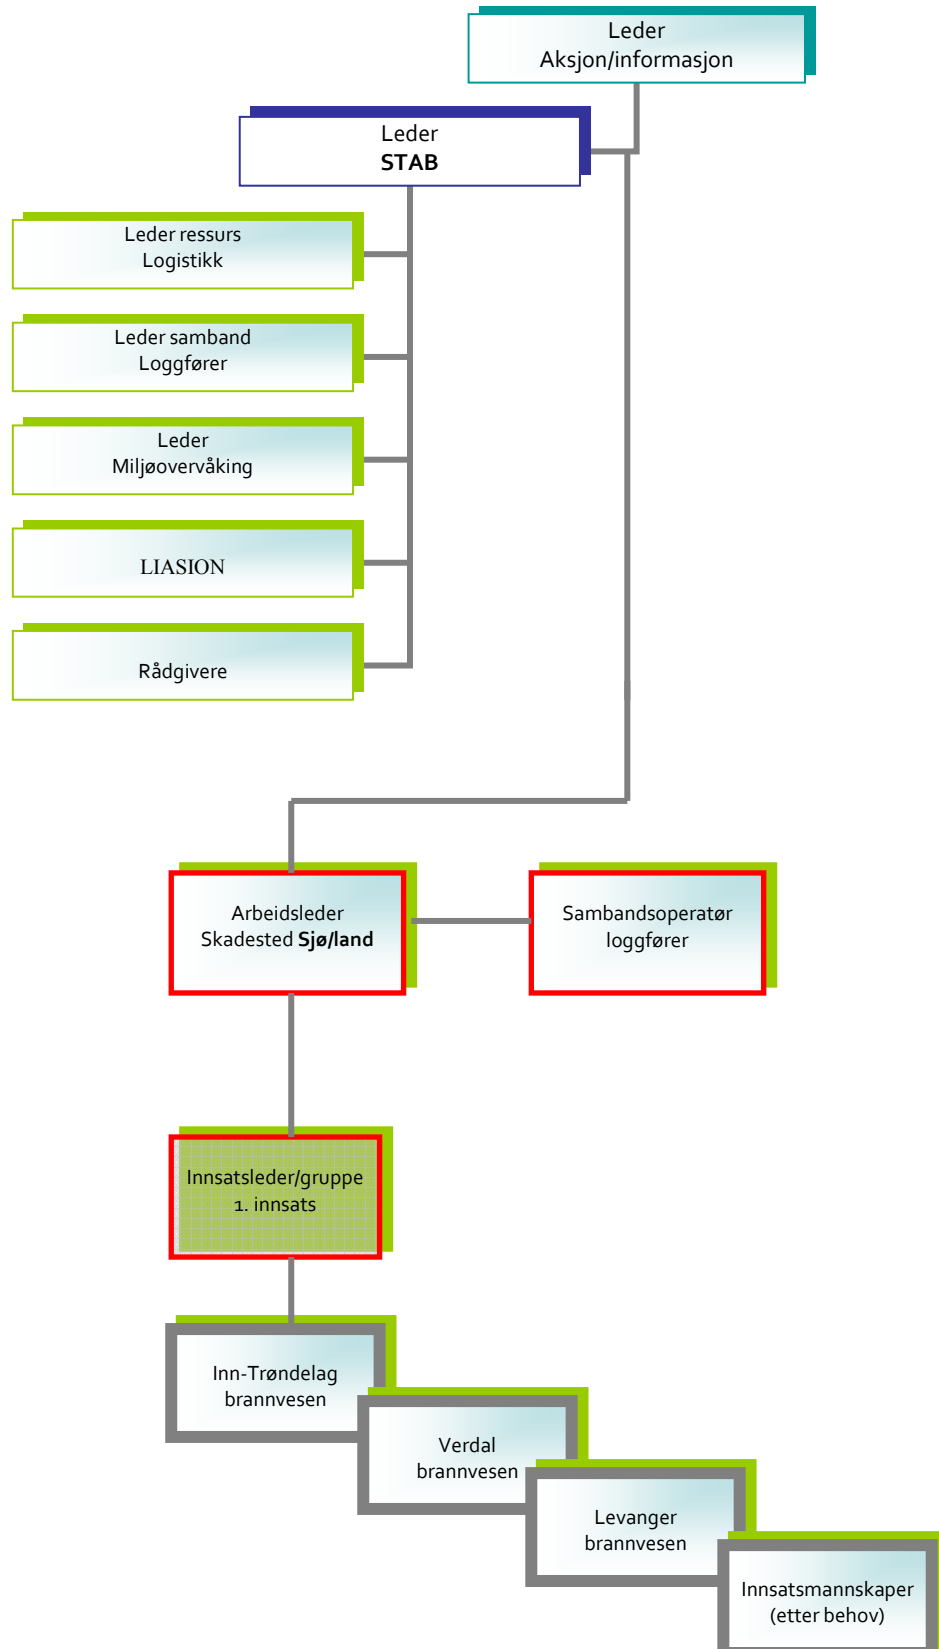 Leder
Aksjon/informasjon
Leder
STAB
Leder ressurs
Logistikk
Leder samband
Loggfører
Leder
Miljøovervåking
LIASION
Rådgivere
Arbeidsleder
Skadested Sjø/land
Sambandsoperatør
loggfører
Innsatsleder/gruppe
1. innsats
Inn-Trøndelag
brannvesen
Verdal
brannvesen
Levanger
brannvesen
Innsatsmannskaper
(etter behov)